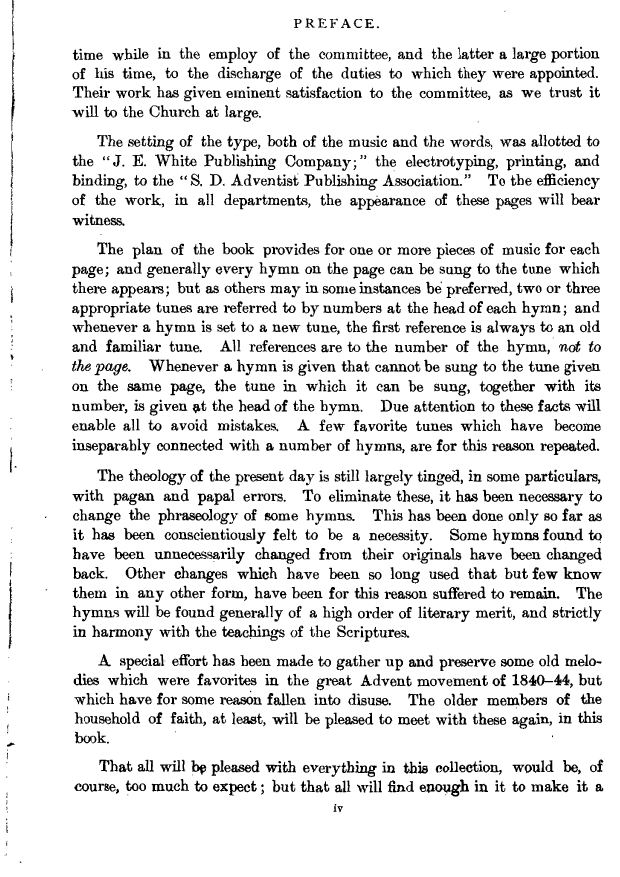 PREFACE.
time while in the employ of the committee, and the latter a large portion
of his time, to the discharge of the duties to which they were appointed.
Their work has given eminent satisfaction to the committee, as we trust it
will to the Church at large.
The setting of the type, both of the music and the words, was allotted to
the "J. E. White Publishing Company;" the electrotyping, printing, and
binding, to the "S. D. Adventist Publishing Association." To the efficiency
of the work, in all departments, the appearance of these pages will bear
witness.
The plan of the book provides for one or more pieces of music for each
page; and generally every hymn on the page can be sung to the tune which
there appears; but as others may in some instances be preferred, two or three
appropriate tunes are referred to by numbers at the head of each hymn; and
whenever a hymn is set to a new tune, the first reference is always to an old
and familiar tune. All references are to the number of the hymn, not to
the page. Whenever a hymn is given that cannot be sung to the tune given
on the same page, the tune in which it can be sung, together with its
number, is given at the head of the hymn. Due attention to these facts will
enable all to avoid mistakes. A few favorite tunes which have become
inseparably connected with a number of hymns, are for this reason repeated.
The theology of the present day is still largely tinged, in some particulars,
with pagan and papal errors. To eliminate these, it has been necessary to
change the phraseology of some hymns. This has been done only so far as
it has been conscientiously felt to be a necessity. Some hymns found to
have been unnecessarily changed from their originals have been changed
back. Other changes which have been so long used that but few know
them in any other form, have been for this reason suffered to remain. The
hymns will be found generally of a high order of literary merit, and strictly
in harmony with the teachings of the Scriptures.
A special effort has been made to gather up and preserve some old melo-
dies which were favorites in the great Advent movement of 1840–44, but
which have for some reason fallen into disuse. The older members of the
household of faith, at least, will be pleased to meet with these again, in this
book.
That all will be pleased with everything in this collection, would be, of
course, too much to expect; but that all will find enough in it to make it a
iv